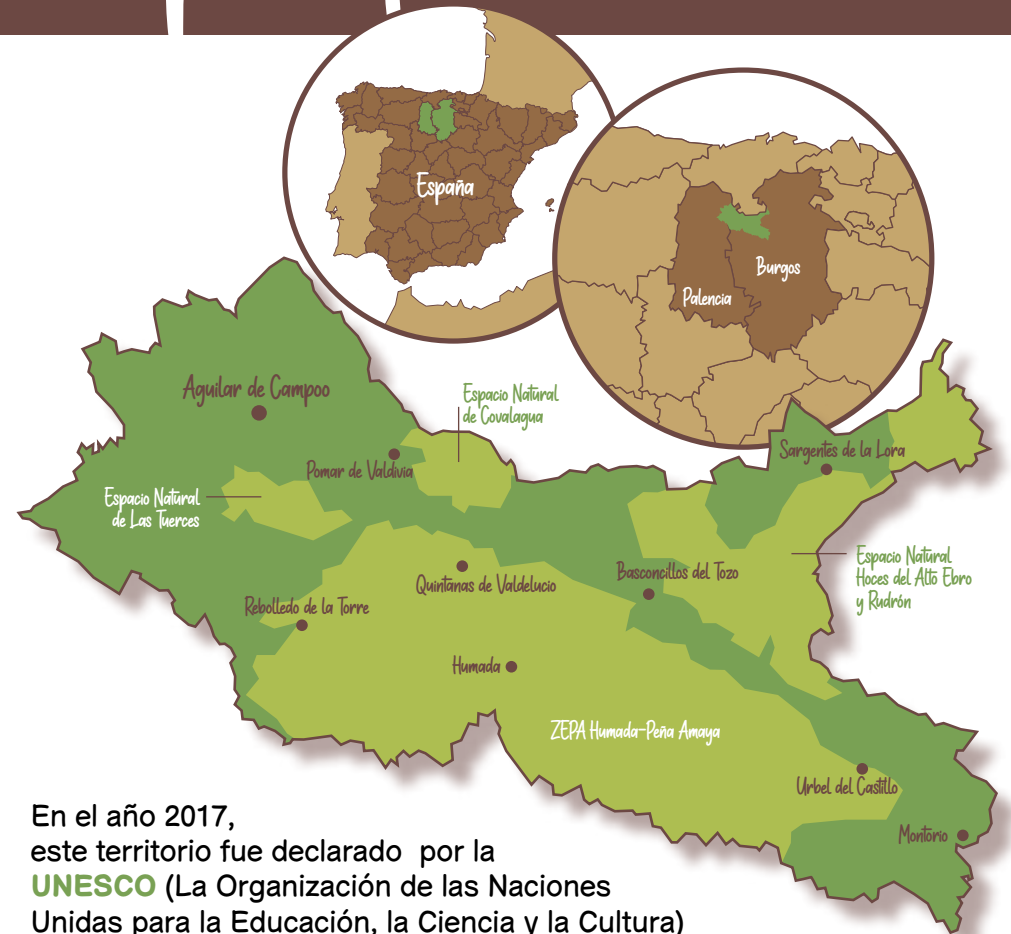 España
Burgos
Palencia
Aguilar de Campoo
Espacio Natural
de Covalagua
Pomar de Valdivia
Sargentes de la Lora
Espacio Natural
de Las Tuerces
Espacio Natural
Hoces del Alto Ebro
y Rudrón
Quintanas de Valdelucio
Basconcillos del Tozo
Rebolledo de la Torre
Humada
ZEPA Humada-Peña Amaya
Urbel del Castillo
Montorio
En el año 2017,
este territorio fue declarado por la
UNESCO (La Organización de las Naciones
Unidas para la Educación, la Ciencia y la Cultura)